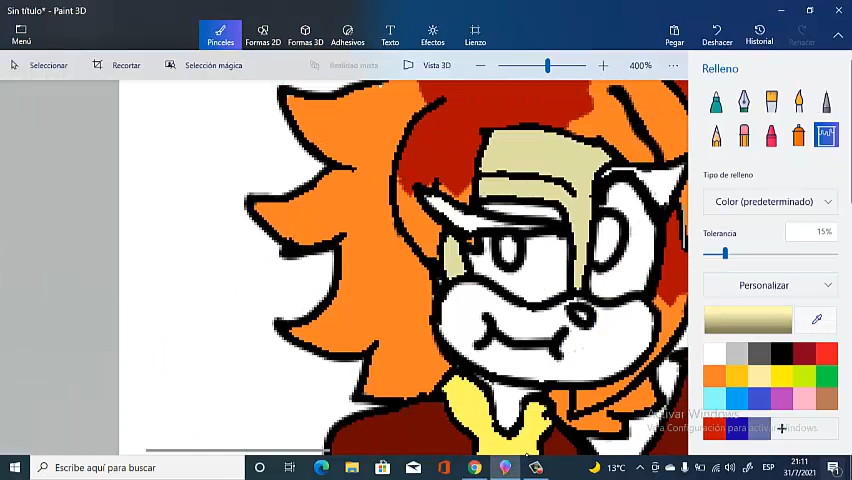 Sin título* - Paint 3D
Menú
Pinceles
Formas 2D
Formas 3D
Adhesivos
Texto
Efectos
Lienzo
Pegar
Deshacer
Historial
Rehacer
Seleccionar
Recortar
Selección mágica
Realidad mixta
Vista 3D
400%
Relleno
Tipo de relleno
Color (predeterminado)
Tolerancia
15%
Personalizar
Activar Windows
Ve a Configuración para activar Windows.
Escribe aquí para buscar
13°C
ESP
21:11
31/7/2021
1